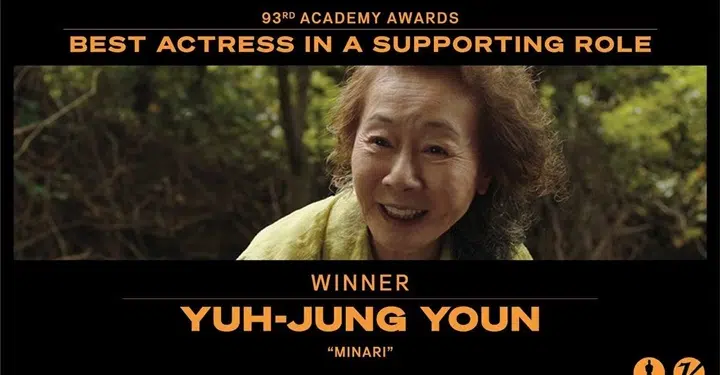 93RD ACADEMY AWARDS
BEST ACTRESS IN A SUPPORTING ROLE
WINNER
YUH-JUNG YOUN
“MINARI”